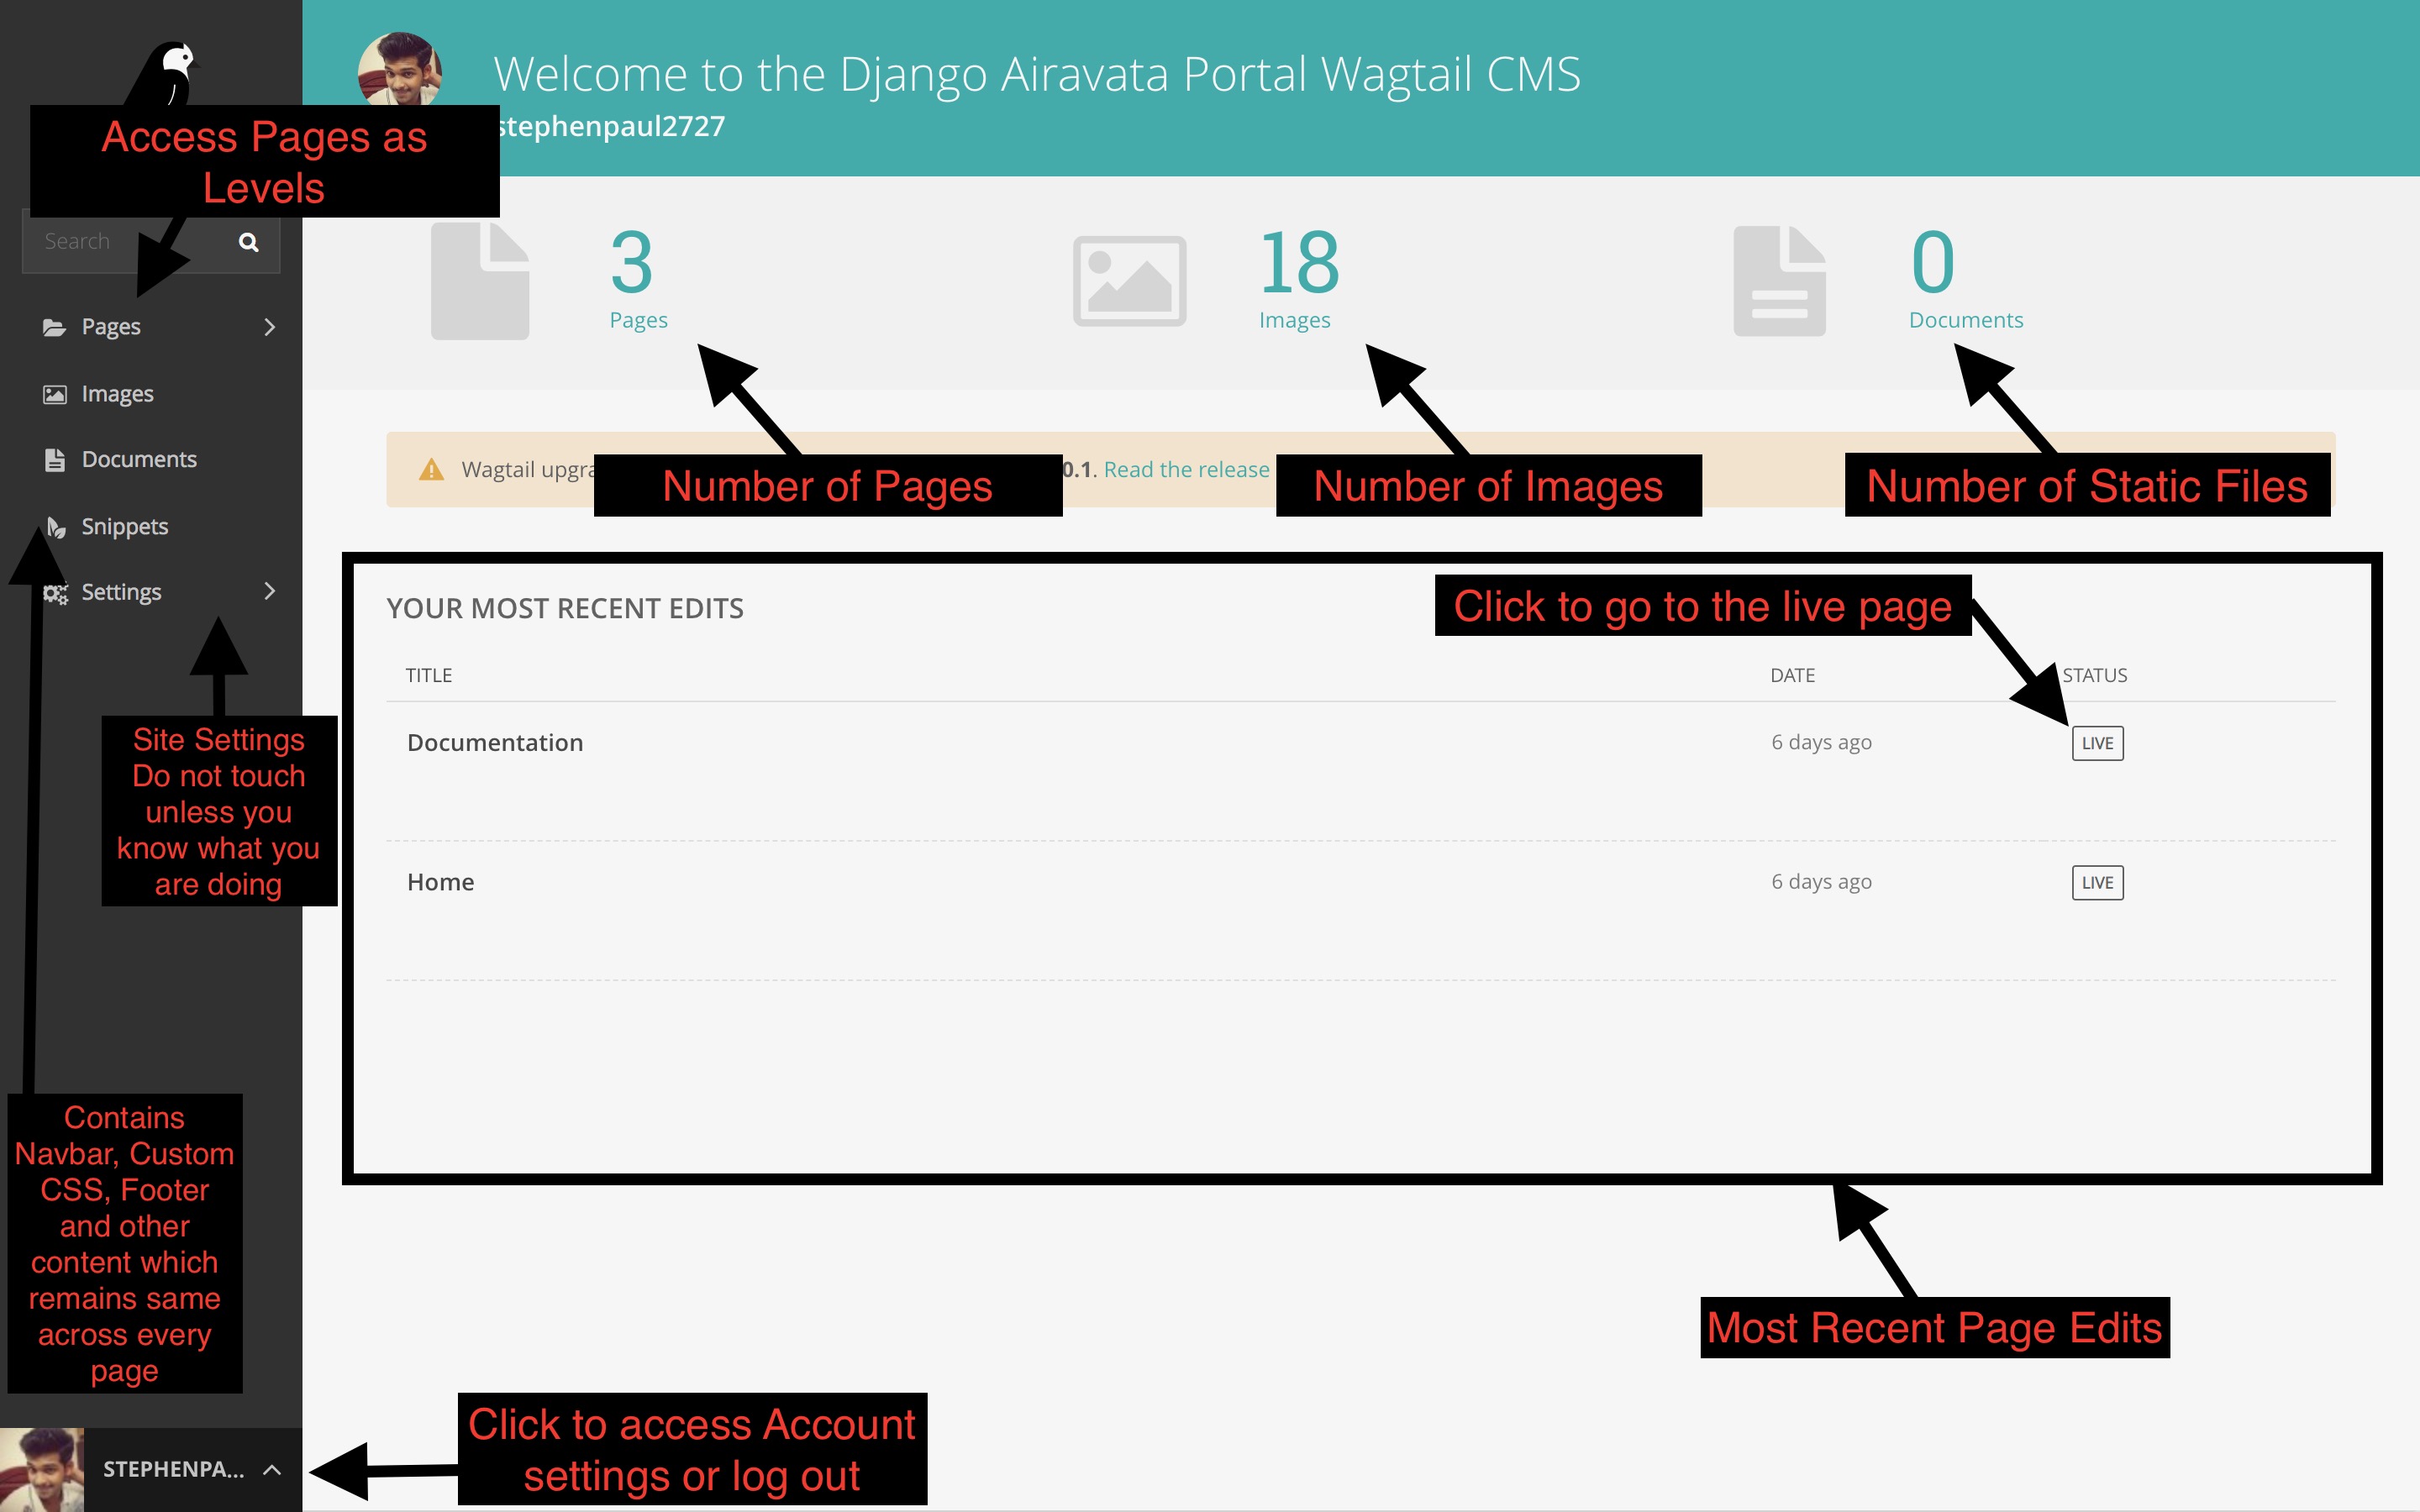 Welcome to the Django Airavata Portal Wagtail CMS
stephenpaul2727
Access Pages as
Levels
Search
Pages
Images
Documents
Snippets
Settings
3
Pages
18
Images
0
Documents
Wagtail 0.1. Read the release
Number of Pages
Number of Images
Number of Static Files
YOUR MOST RECENT EDITS
Click to go to the live page
TITLE DATE STATUS
Documentation 6 days ago LIVE
Home 6 days ago LIVE
Site Settings
Do not touch
unless you
know what you
are doing
Contains
Navbar, Custom
CSS, Footer
and other
content which
remains same
across every
page
Most Recent Page Edits
Click to access Account
settings or log out
STEPHENPA...